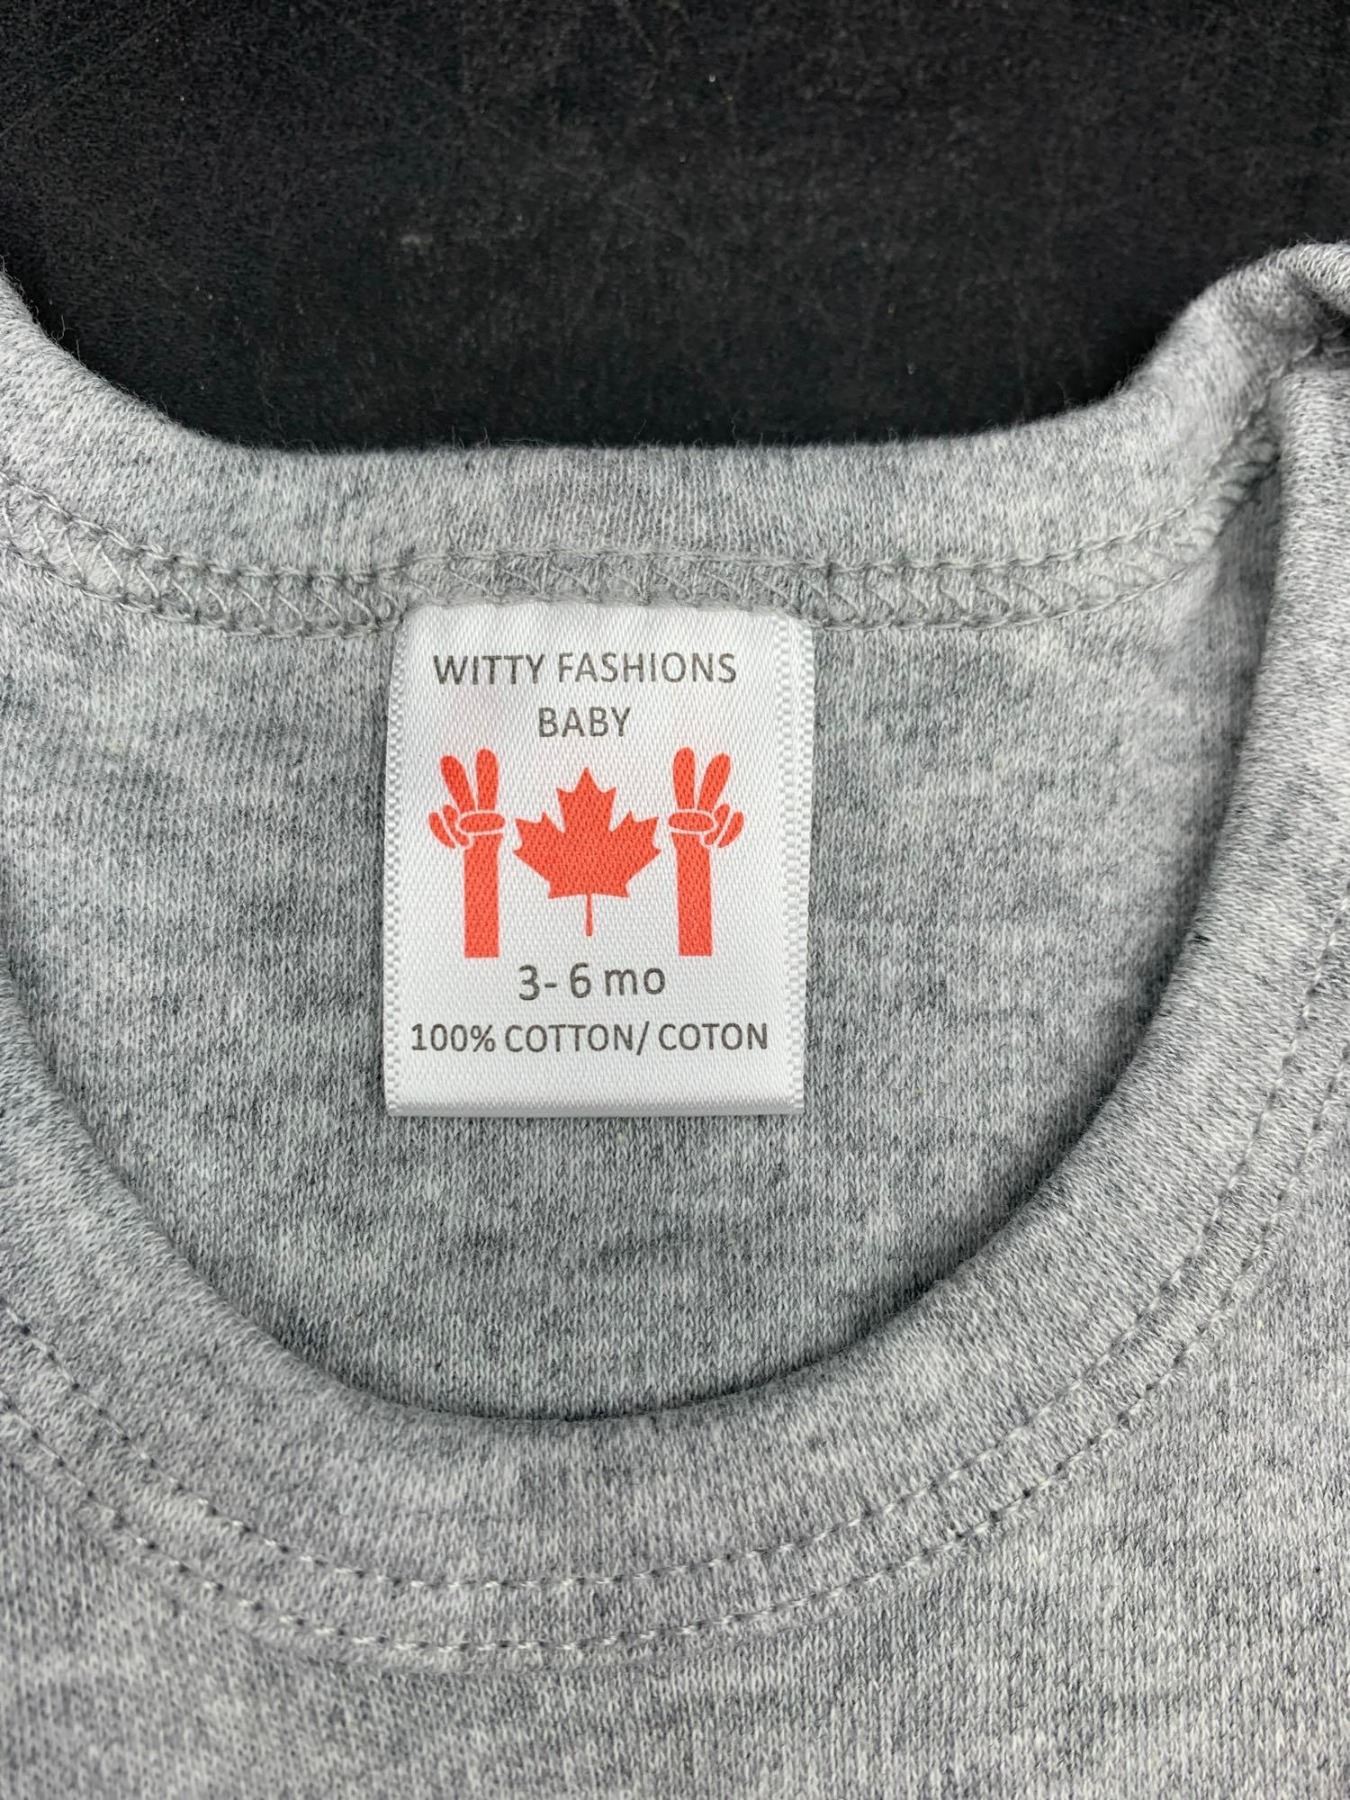 WITTY FASHIONS
BABY
3- 6 mo
100% COTTON/ COTON